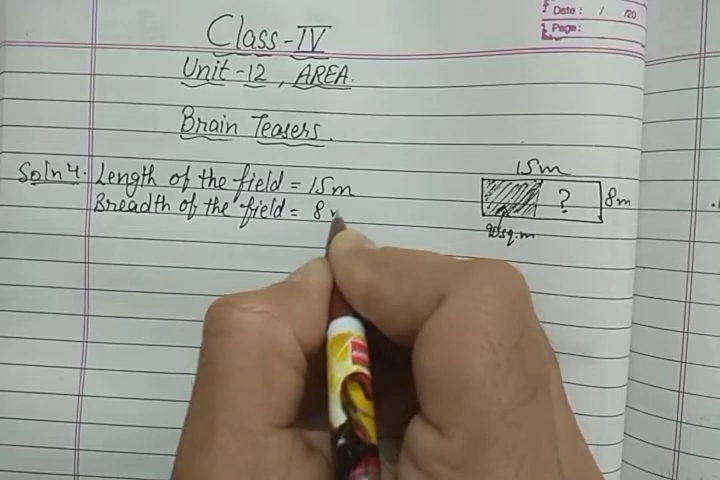 Date: / /20
Page:
Class-IV
Unit-12, AREA.
Brain Teasers.
Soln 4. Length of the field = 15m
Breadth of the field = 8
15m
? 8m
90sq.m